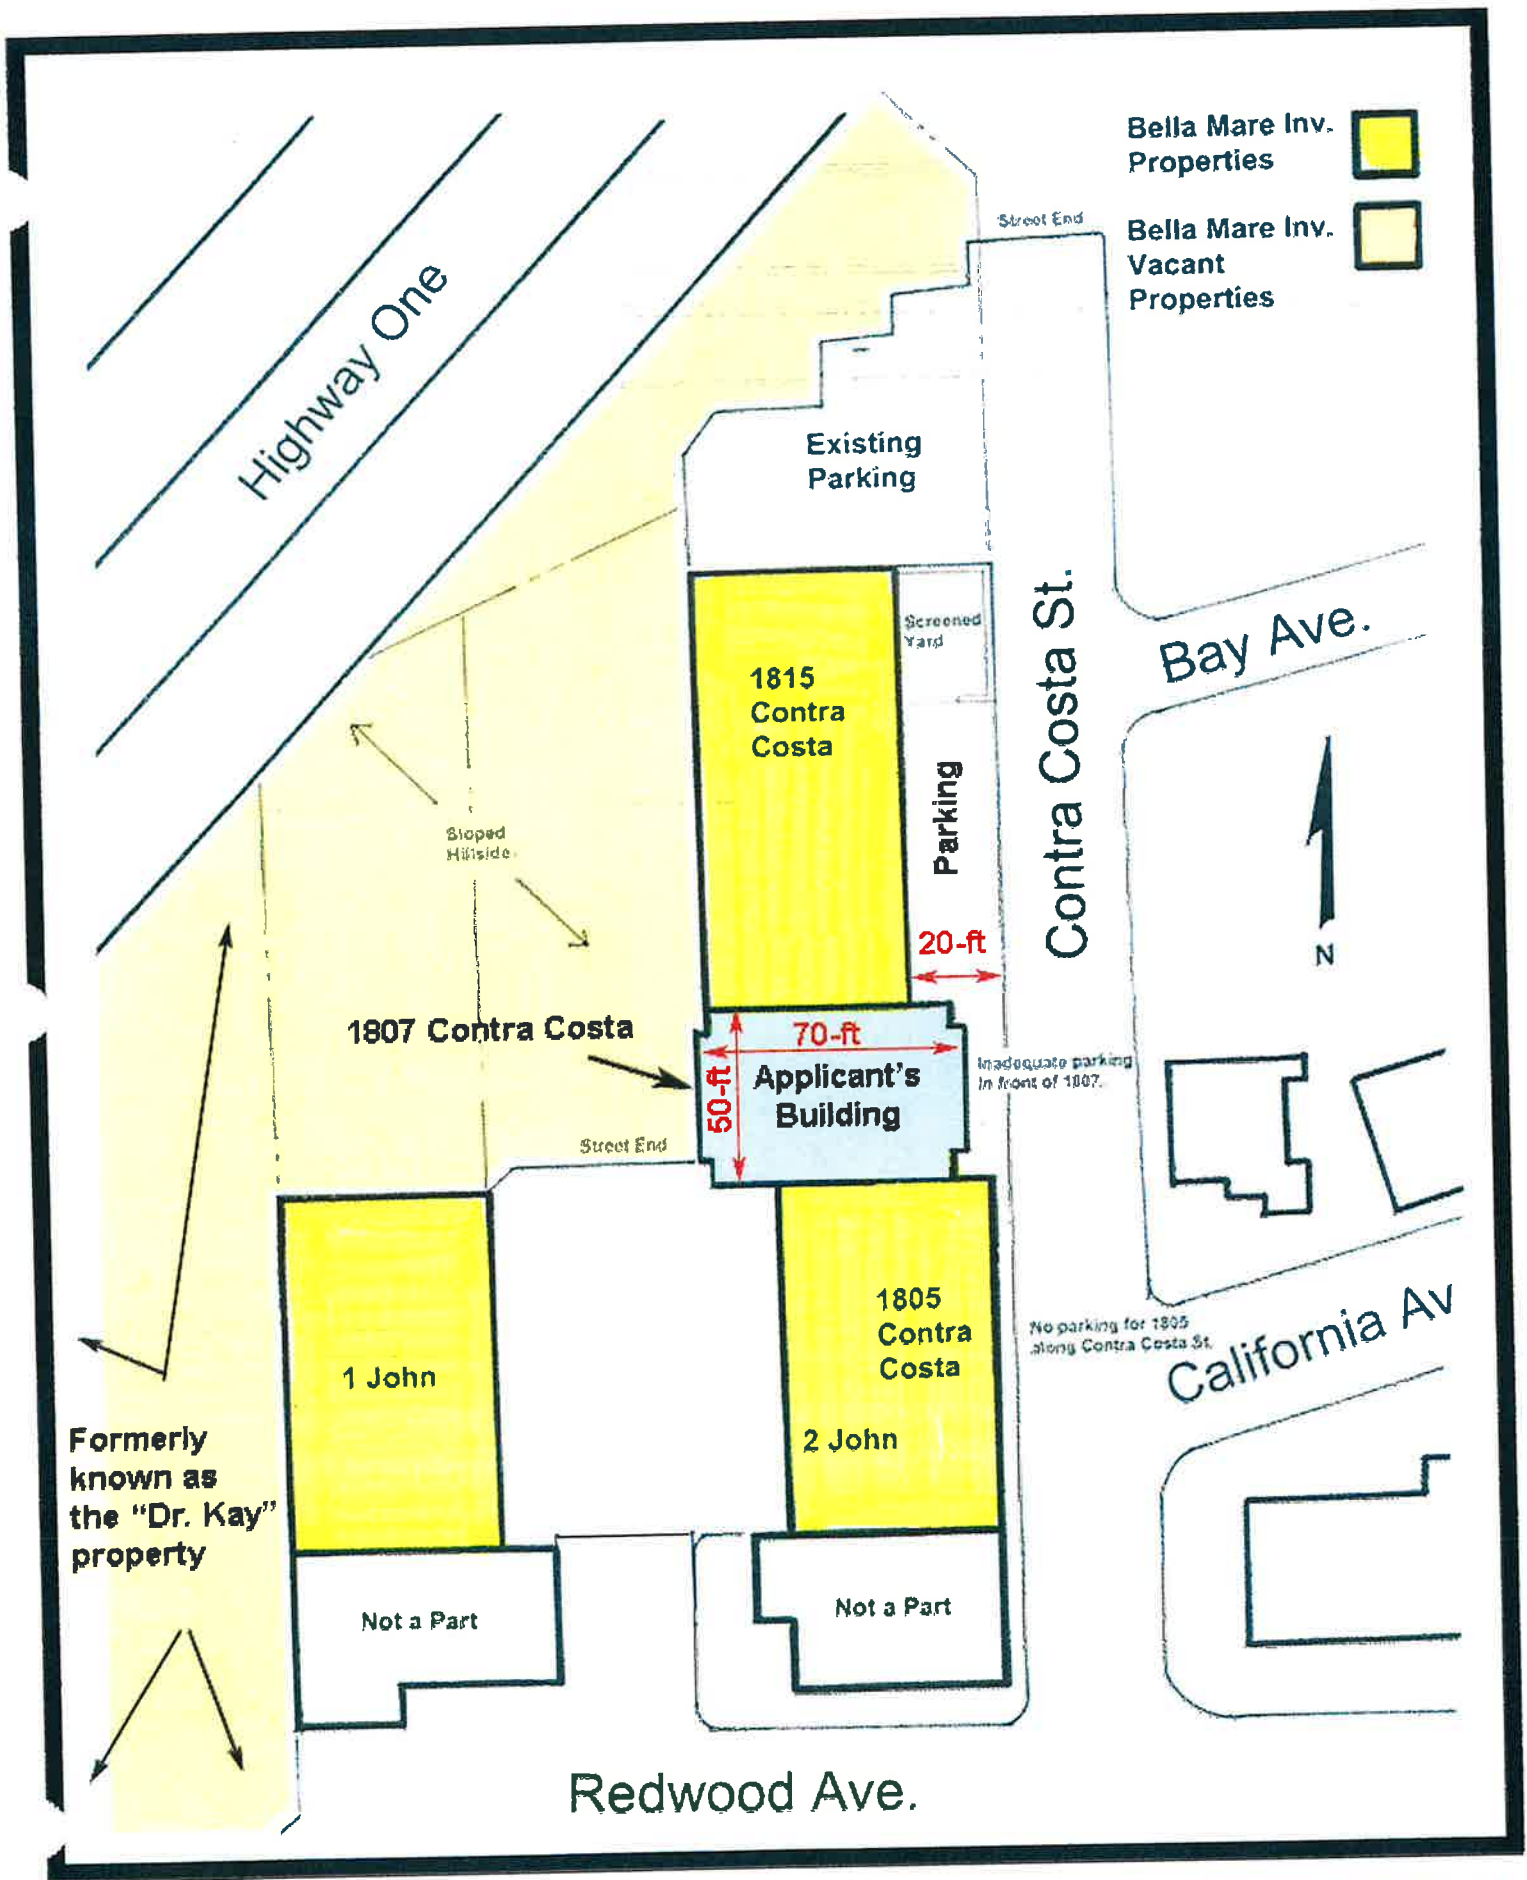 Bella Mare Inv.
Properties
Street End
Bella Mare Inv.
Vacant
Properties
Highway One
Existing
Parking
Contra Costa St.
Screened
Yard
Bay Ave.
1815
Contra
Costa
Parking
Sloped
Hillside
20-ft
N
1807 Contra Costa
70-ft
50-ft
Applicant's
Building
Inadequate parking
in front of 1807.
Street End
1805
Contra
Costa
No parking for 1805
along Contra Costa St.
California Av
1 John
2 John
Formerly
known as
the "Dr. Kay"
property
Not a Part
Not a Part
Redwood Ave.